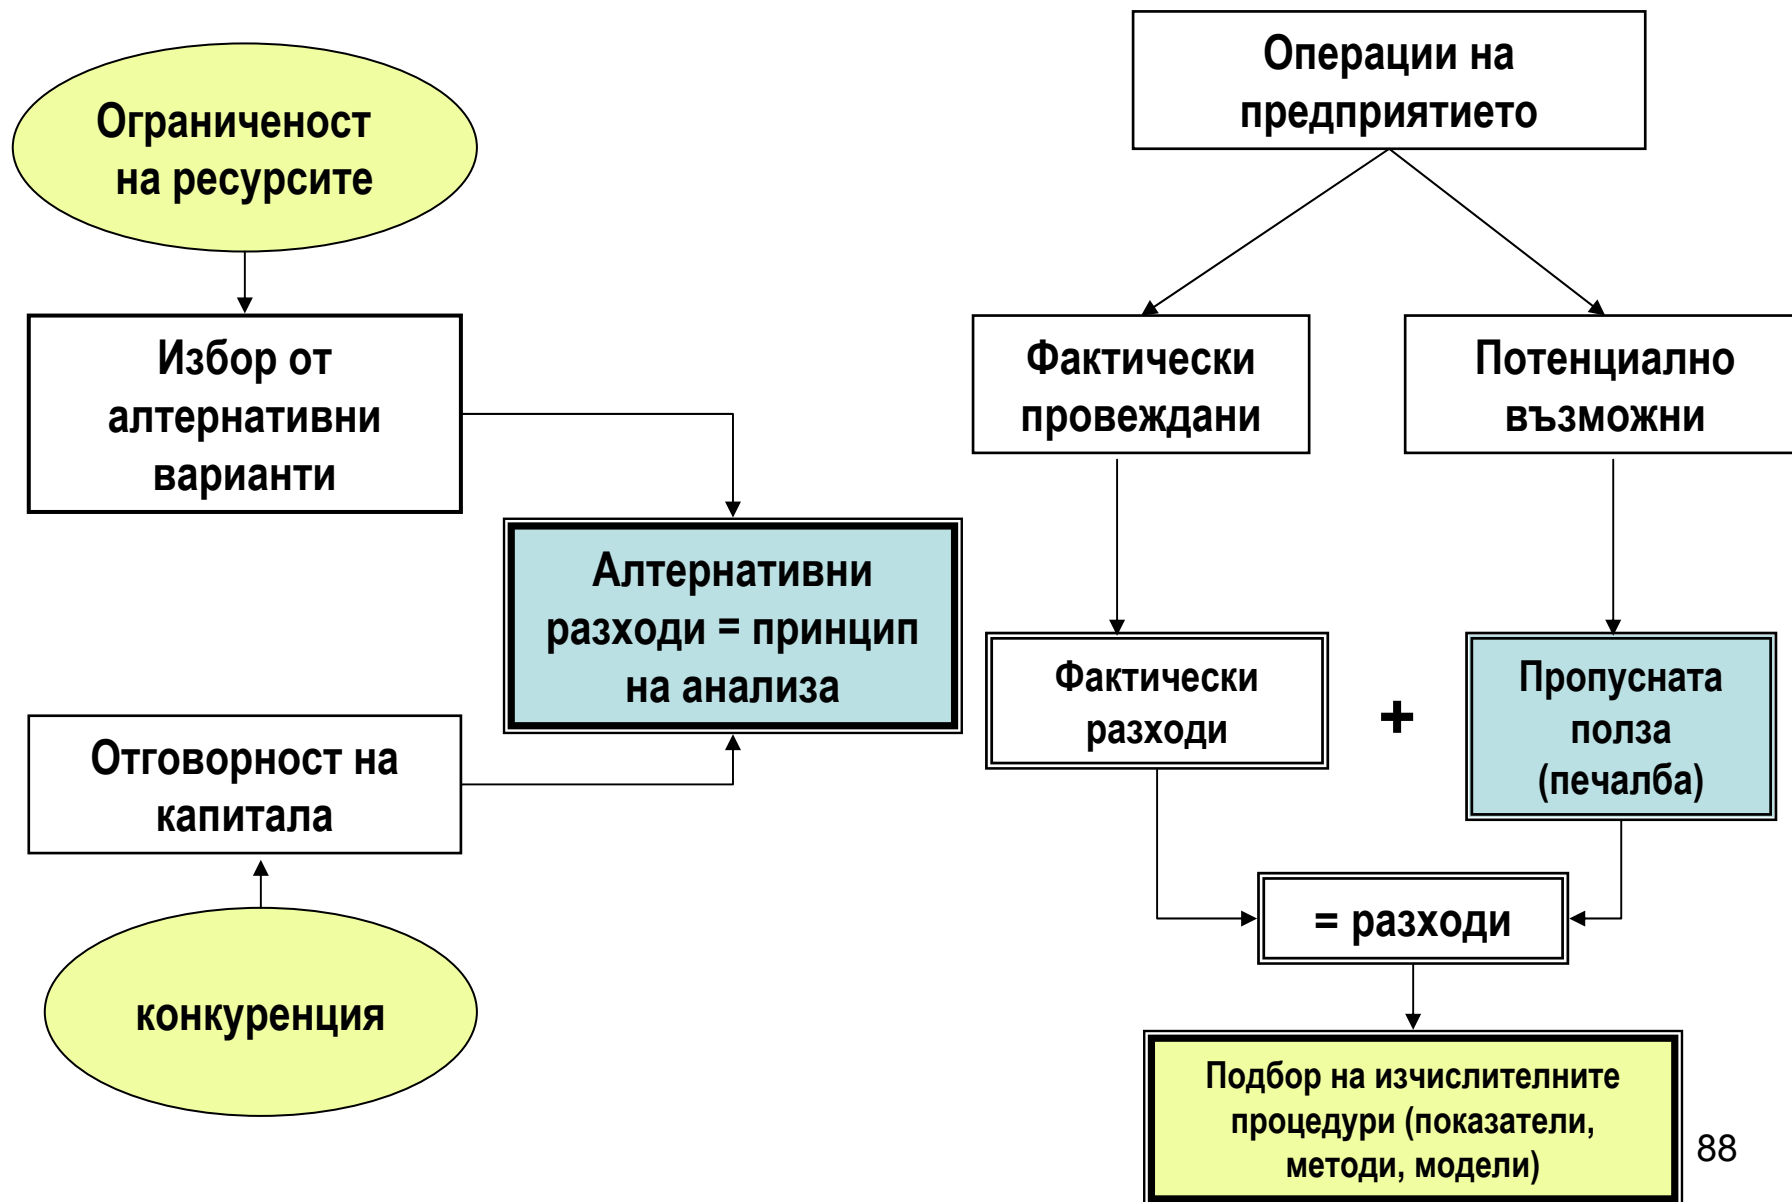 Ограниченост
на ресурсите
Избор от
алтернативни
варианти
Алтернативни
разходи = принцип
на анализа
Отговорност на
капитала
конкуренция
Операции на
предприятието
Фактически
провеждани
Потенциално
възможни
Фактически
разходи
+
Пропусната
полза
(печалба)
= разходи
Подбор на изчислителните
процедури (показатели,
методи, модели)
88